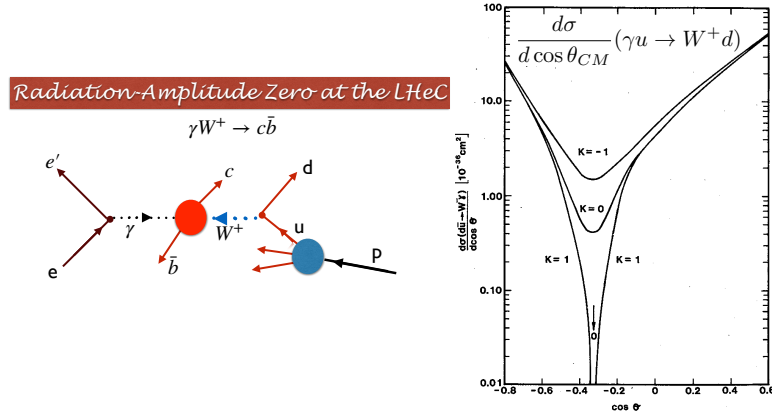 Radiation-Amplitude Zero at the LHeC
γW⁺ → cb̄
e′
c
d
γ
W⁺
u
b̄
e
p
dσ/d cos θ_CM (γu → W⁺d)
dσ(dū→W⁻γ)/dcos θ [10⁻³⁶cm²]
100
10.0
1.00
0.10
0.01
K = -1
K = 0
K = 1
K = 1
0
-0.8
-0.6
-0.4
-0.2
0
0.2
0.4
0.6
cos θ